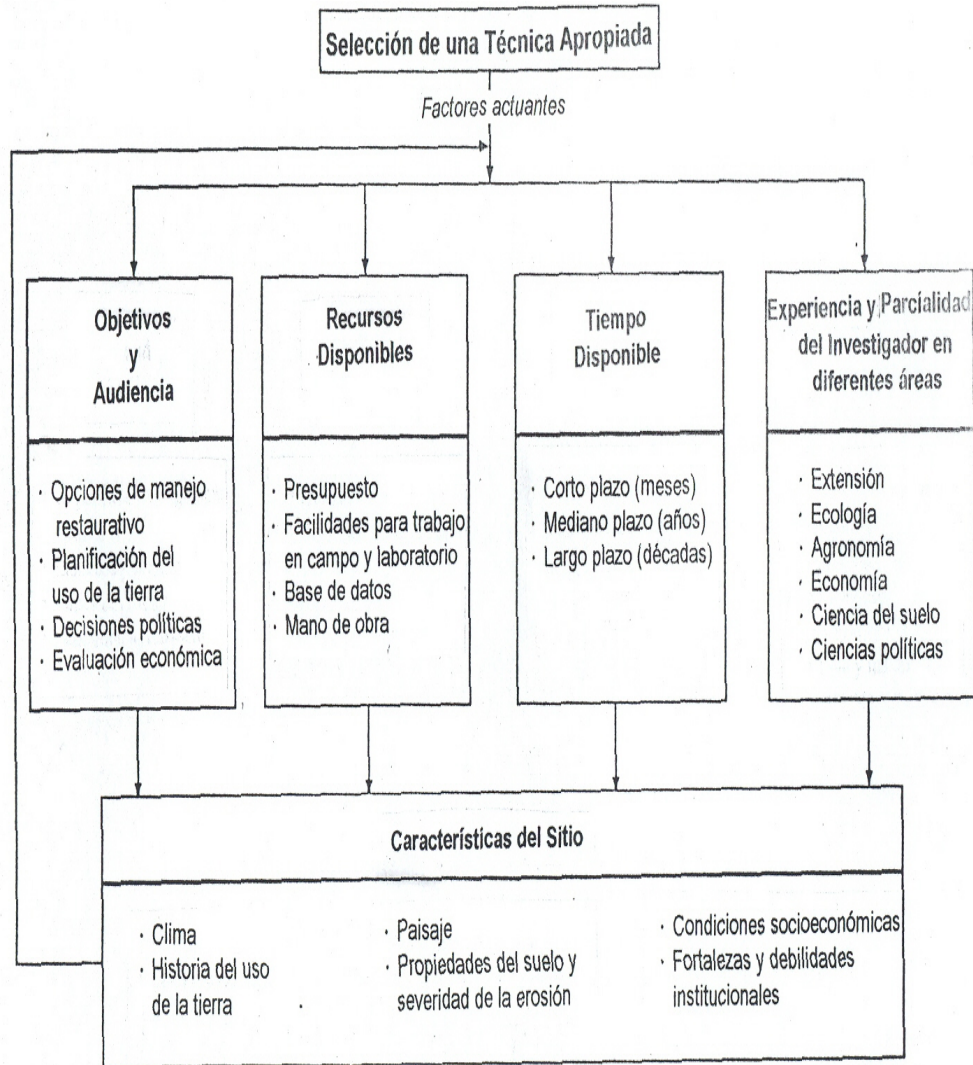 Selección de una Técnica Apropiada
Factores actuantes
Objetivos
y
Audiencia
· Opciones de manejo
restaurativo
· Planificación del
uso de la tierra
· Decisiones políticas
· Evaluación económica
Recursos
Disponibles
· Presupuesto
· Facilidades para trabajo
en campo y laboratorio
· Base de datos
· Mano de obra
Tiempo
Disponible
· Corto plazo (meses)
· Mediano plazo (años)
· Largo plazo (décadas)
Experiencia y Parcialidad
del Investigador en
diferentes áreas
· Extensión
· Ecología
· Agronomía
· Economía
· Ciencia del suelo
· Ciencias políticas
Características del Sitio
· Clima
· Historia del uso
de la tierra
· Paisaje
· Propiedades del suelo y
severidad de la erosión
· Condiciones socioeconómicas
· Fortalezas y debilidades
institucionales